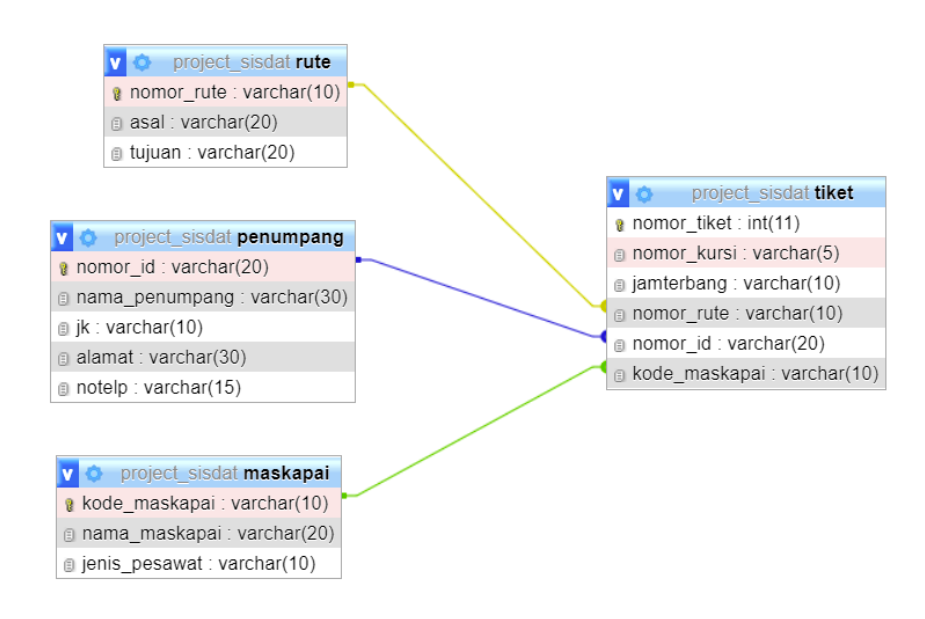 v project_sisdat rute
nomor_rute : varchar(10)
asal : varchar(20)
tujuan : varchar(20)
v project_sisdat penumpang
nomor_id : varchar(20)
nama_penumpang : varchar(30)
jk : varchar(10)
alamat : varchar(30)
notelp : varchar(15)
v project_sisdat maskapai
kode_maskapai : varchar(10)
nama_maskapai : varchar(20)
jenis_pesawat : varchar(10)
v project_sisdat tiket
nomor_tiket : int(11)
nomor_kursi : varchar(5)
jamterbang : varchar(10)
nomor_rute : varchar(10)
nomor_id : varchar(20)
kode_maskapai : varchar(10)